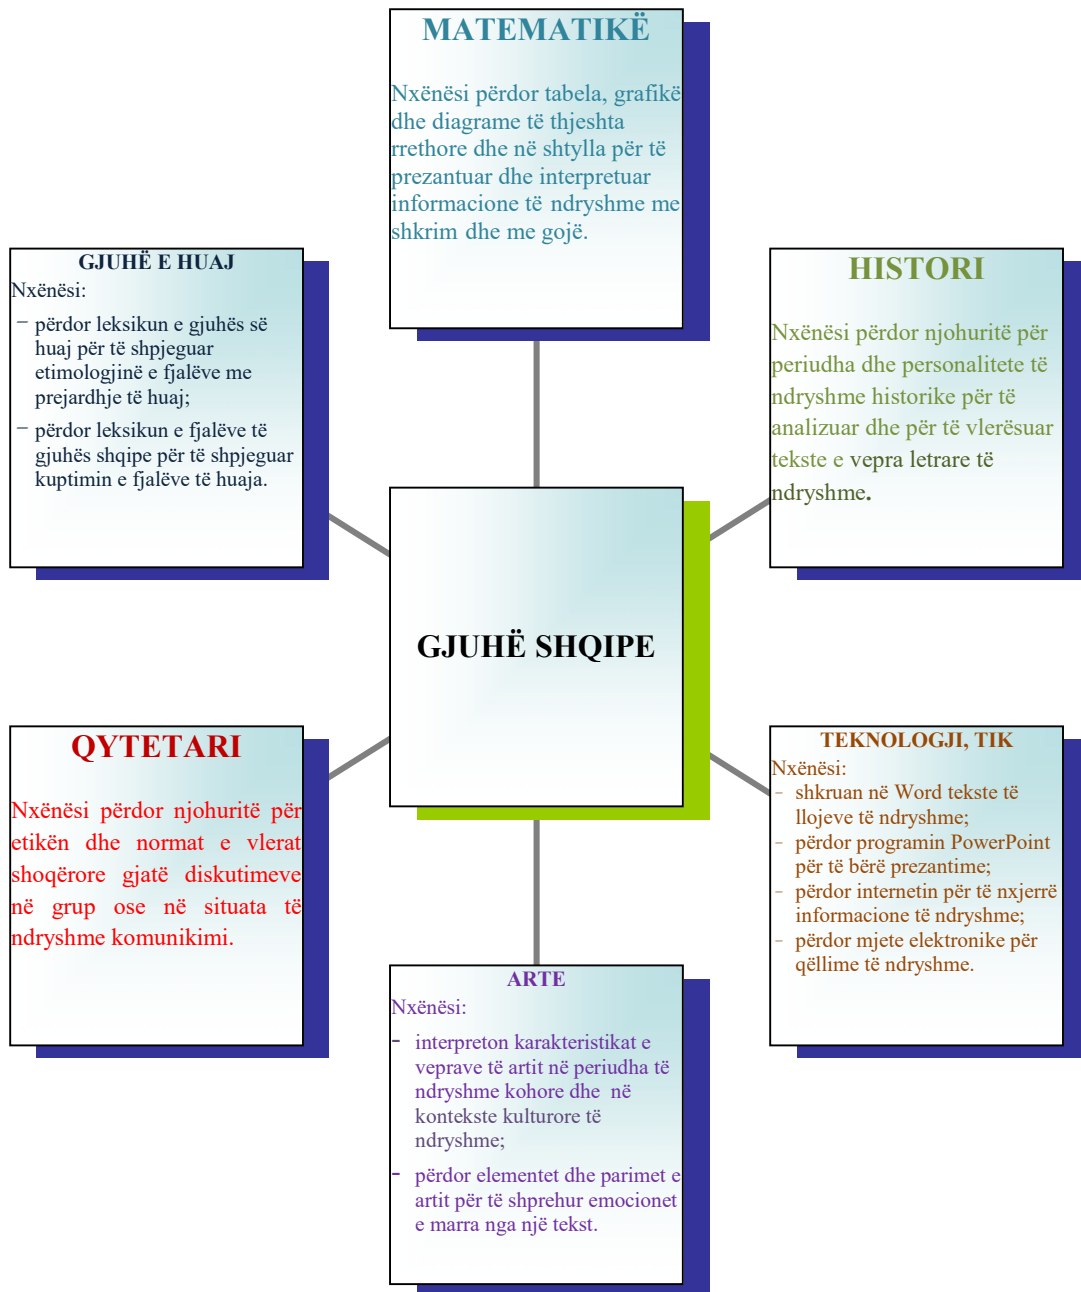 MATEMATIKË
Nxënësi përdor tabela, grafikë
dhe diagrame të thjeshta
rrethore dhe në shtylla për të
prezantuar dhe interpretuar
informacione të ndryshme me
shkrim dhe me gojë.
GJUHË E HUAJ
Nxënësi:
– përdor leksikun e gjuhës së
huaj për të shpjeguar
etimologjinë e fjalëve me
prejardhje të huaj;
– përdor leksikun e fjalëve të
gjuhës shqipe për të shpjeguar
kuptimin e fjalëve të huaja.
HISTORI
Nxënësi përdor njohuritë për
periudha dhe personalitete të
ndryshme historike për të
analizuar dhe për të vlerësuar
tekste e vepra letrare të
ndryshme.
GJUHË SHQIPE
QYTETARI
Nxënësi përdor njohuritë për
etikën dhe normat e vlerat
shoqërore gjatë diskutimeve
në grup ose në situata të
ndryshme komunikimi.
TEKNOLOGJI, TIK
Nxënësi:
- shkruan në Word tekste të
llojeve të ndryshme;
- përdor programin PowerPoint
për të bërë prezantime;
- përdor internetin për të nxjerrë
informacione të ndryshme;
- përdor mjete elektronike për
qëllime të ndryshme.
ARTE
Nxënësi:
- interpreton karakteristikat e
veprave të artit në periudha të
ndryshme kohore dhe në
kontekste kulturore të
ndryshme;
- përdor elementet dhe parimet e
artit për të shprehur emocionet
e marra nga një tekst.